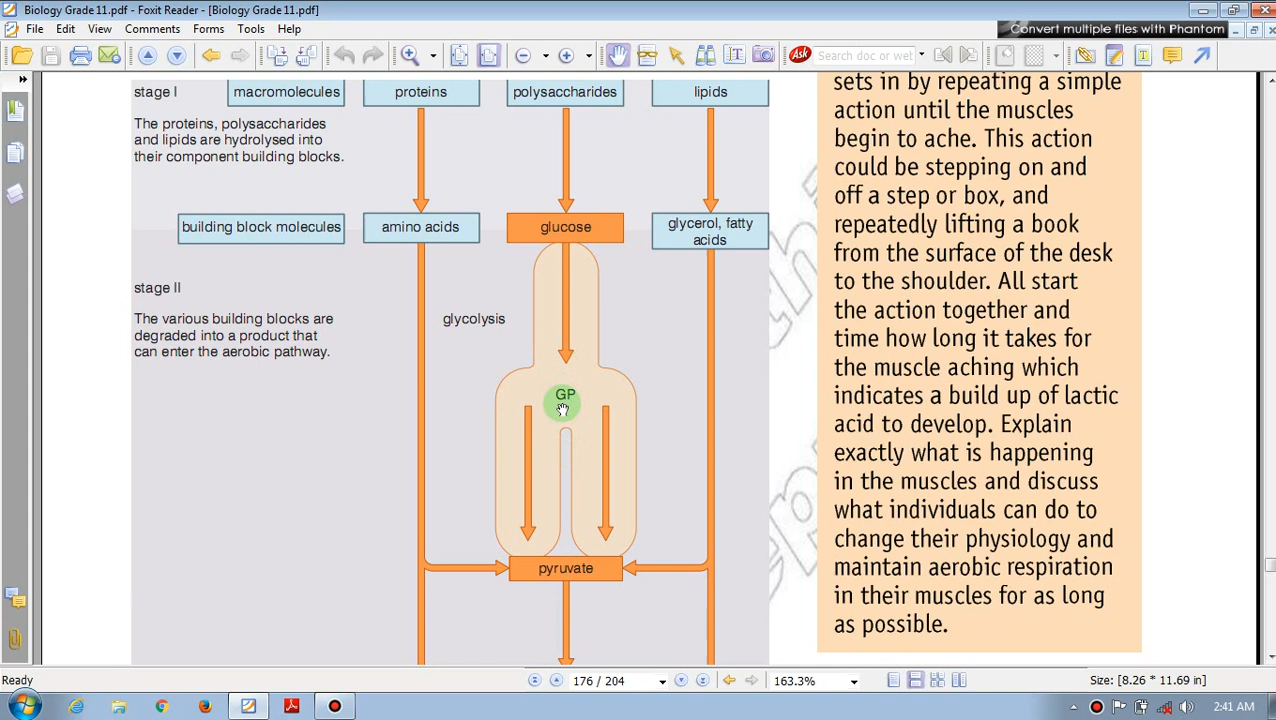 Biology Grade 11.pdf - Foxit Reader - [Biology Grade 11.pdf]
File Edit View Comments Forms Tools Help
Convert multiple files with Phantom
Ask Search doc or wet
stage I macromolecules proteins polysaccharides lipids
The proteins, polysaccharides
and lipids are hydrolysed into
their component building blocks.
building block molecules amino acids glucose glycerol, fatty
acids
stage II
The various building blocks are
degraded into a product that
can enter the aerobic pathway.
glycolysis
GP
pyruvate
sets in by repeating a simple
action until the muscles
begin to ache. This action
could be stepping on and
off a step or box, and
repeatedly lifting a book
from the surface of the desk
to the shoulder. All start
the action together and
time how long it takes for
the muscle aching which
indicates a build up of lactic
acid to develop. Explain
exactly what is happening
in the muscles and discuss
what individuals can do to
change their physiology and
maintain aerobic respiration
in their muscles for as long
as possible.
Ready 176 / 204 163.3% Size: [8.26 * 11.69 in]
2:41 AM